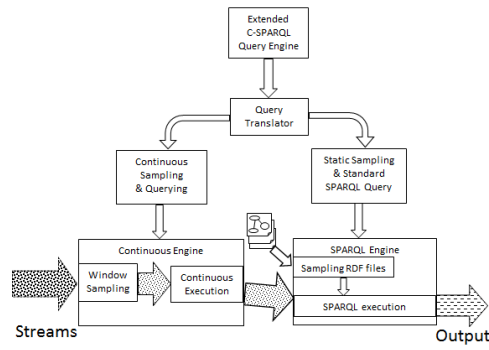 Extended
C-SPARQL
Query Engine
Query
Translator
Continuous
Sampling
& Querying
Static Sampling
& Standard
SPARQL Query
Continuous Engine
Window
Sampling
Continuous
Execution
SPARQL Engine
Sampling RDF files
SPARQL execution
Streams
Output